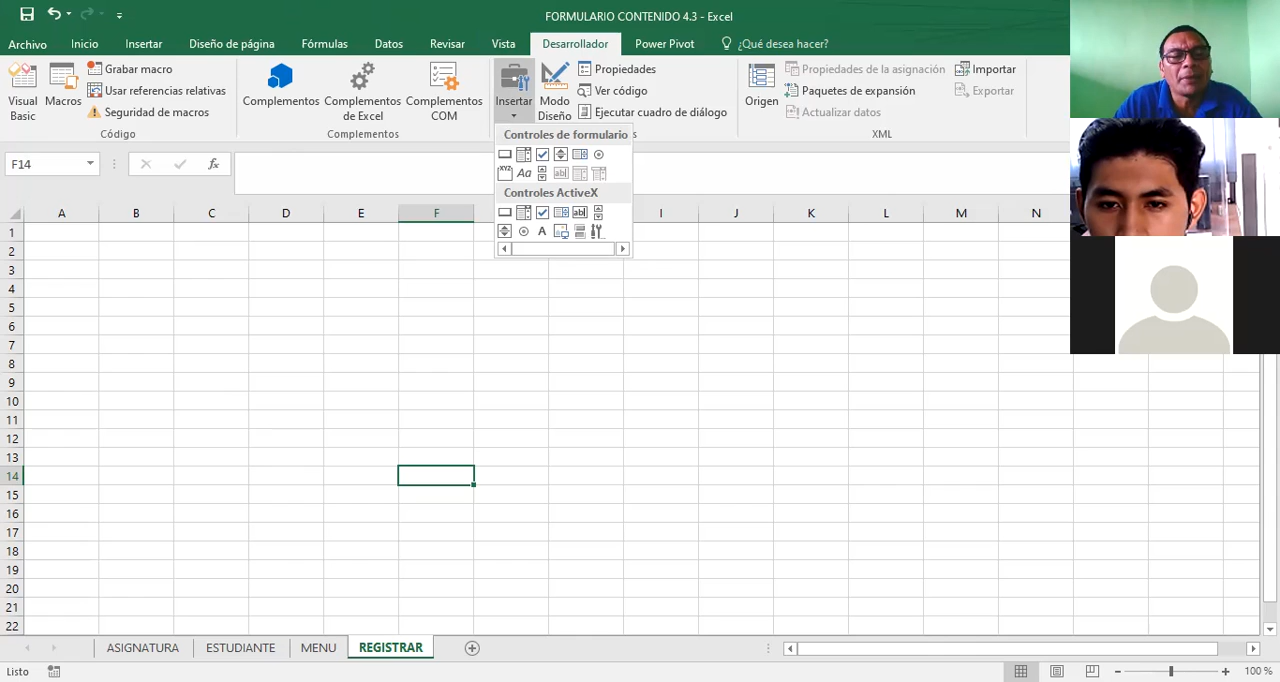 FORMULARIO CONTENIDO 4.3 - Excel
Archivo Inicio Insertar Diseño de página Fórmulas Datos Revisar Vista Desarrollador Power Pivot ¿Qué desea hacer?
Visual Basic
Macros
Grabar macro
Usar referencias relativas
Seguridad de macros
Código
Complementos
Complementos de Excel
Complementos COM
Complementos
Insertar
Modo Diseño
Propiedades
Ver código
Ejecutar cuadro de diálogo
Origen
Propiedades de la asignación
Paquetes de expansión
Actualizar datos
Importar
Exportar
XML
Controles de formulario
XYZ Aa ab|
Controles ActiveX
ab|
A
F14
fx
A B C D E F I J K L M N
1
2
3
4
5
6
7
8
9
10
11
12
13
14
15
16
17
18
19
20
21
22
ASIGNATURA ESTUDIANTE MENU REGISTRAR
Listo
100 %